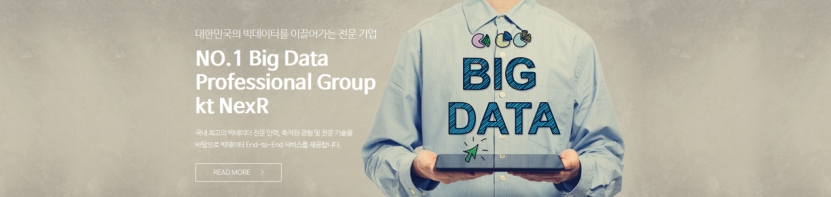 대한민국의 빅데이터를 이끌어가는 전문 기업
NO.1 Big Data
Professional Group
kt NexR
국내 최고의 빅데이터 전문 인력, 축적된 경험 및 전문 기술을
바탕으로 빅데이터 End-to-End 서비스를 제공합니다.
READ MORE >
BIG
DATA